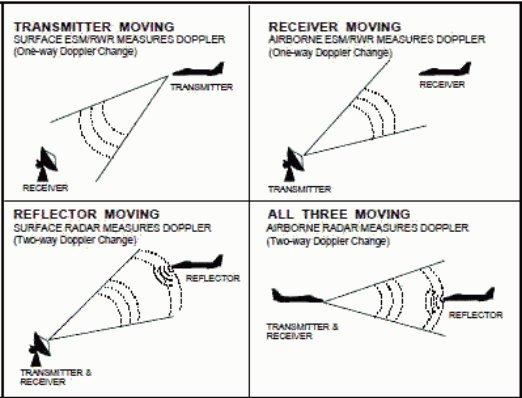 TRANSMITTER MOVING
SURFACE ESM/RWR MEASURES DOPPLER
(One-way Doppler Change)
TRANSMITTER
RECEIVER
RECEIVER MOVING
AIRBORNE ESM/RWR MEASURES DOPPLER
(One-way Doppler Change)
RECEIVER
TRANSMITTER
REFLECTOR MOVING
SURFACE RADAR MEASURES DOPPLER
(Two-way Doppler Change)
REFLECTOR
TRANSMITTER &
RECEIVER
ALL THREE MOVING
AIRBORNE RADAR MEASURES DOPPLER
(Two-way Doppler Change)
REFLECTOR
TRANSMITTER &
RECEIVER